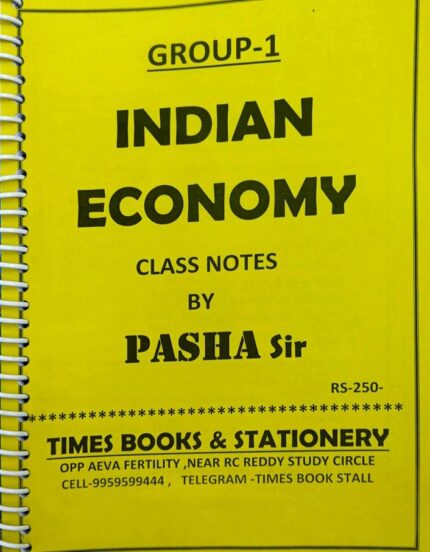 GROUP-1
INDIAN
ECONOMY
CLASS NOTES
BY
PASHA Sir
RS-250-
****************************************
TIMES BOOKS & STATIONERY
OPP AEVA FERTILITY ,NEAR RC REDDY STUDY CIRCLE
CELL-9959599444 , TELEGRAM -TIMES BOOK STALL